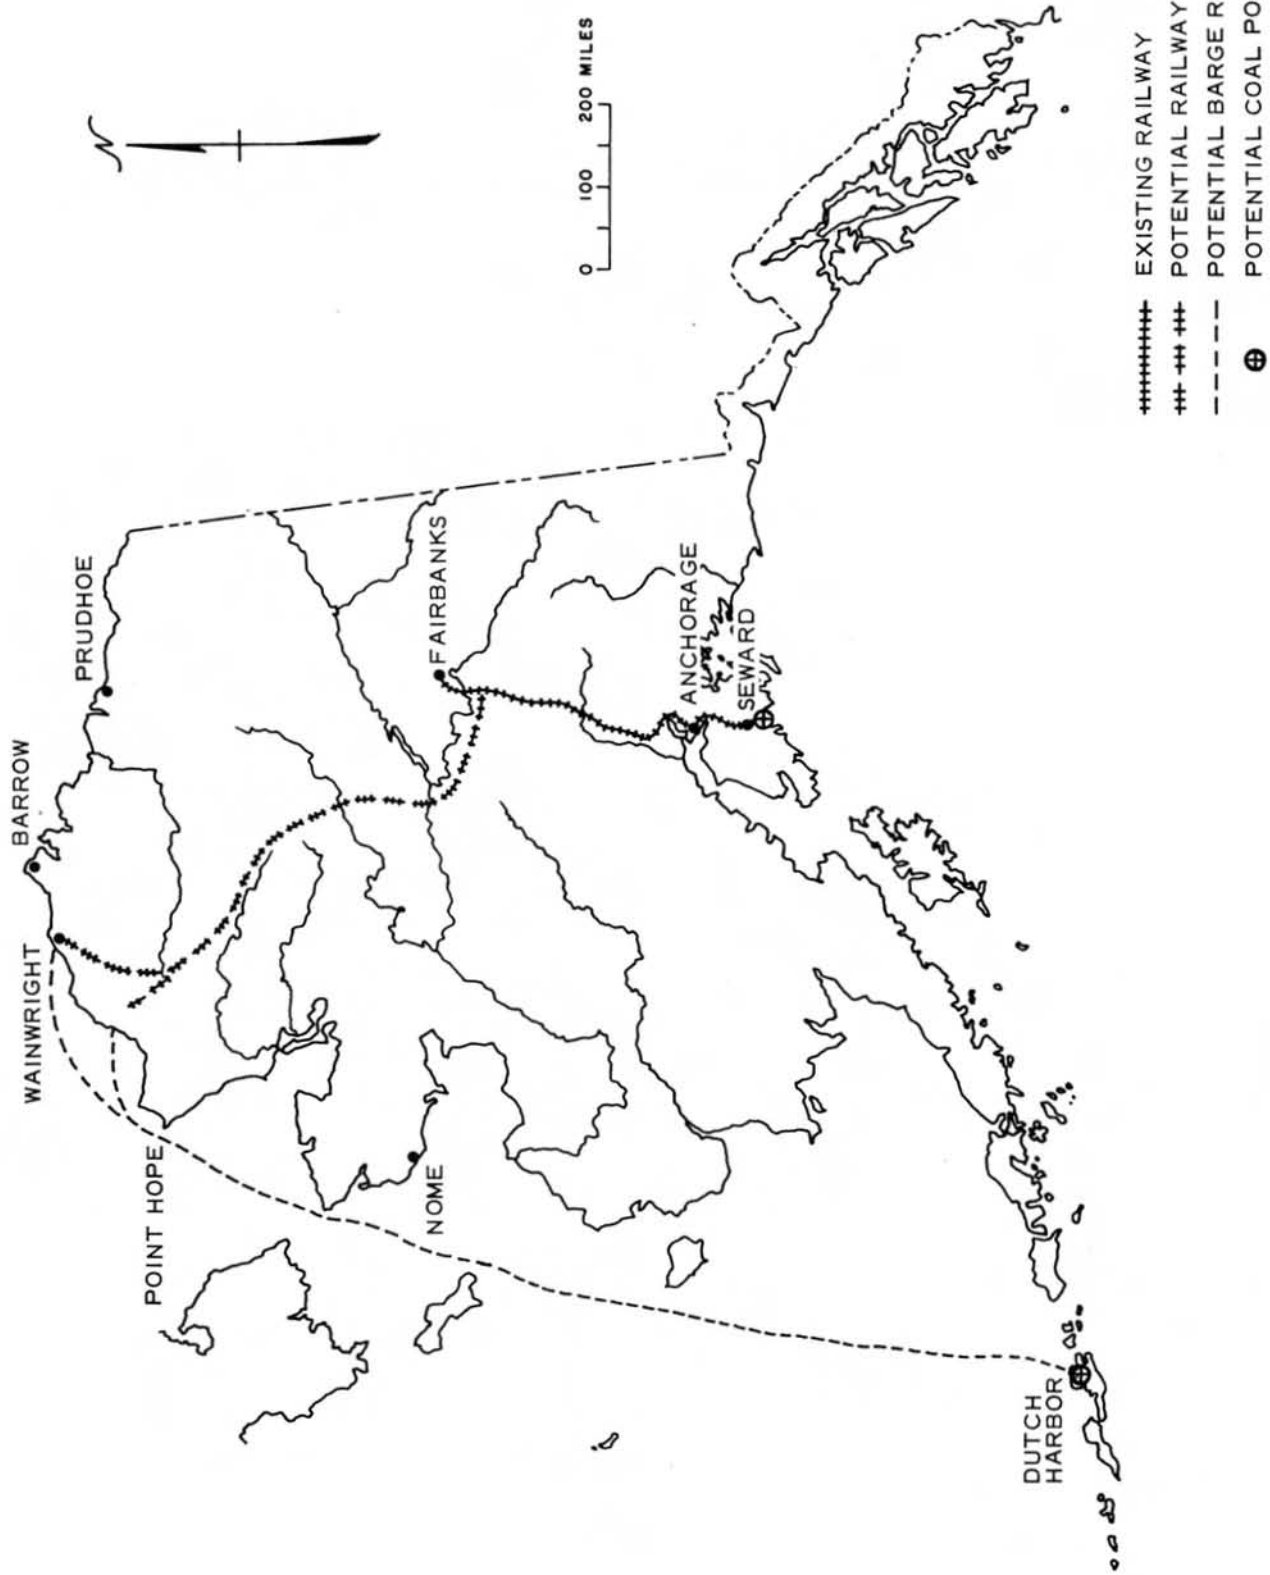 BARROW
WAINWRIGHT
PRUDHOE
POINT HOPE
NOME
FAIRBANKS
ANCHORAGE
SEWARD
DUTCH
HARBOR
N
0 100 200 MILES
EXISTING RAILWAY
POTENTIAL RAILWAY
POTENTIAL BARGE R
POTENTIAL COAL PO